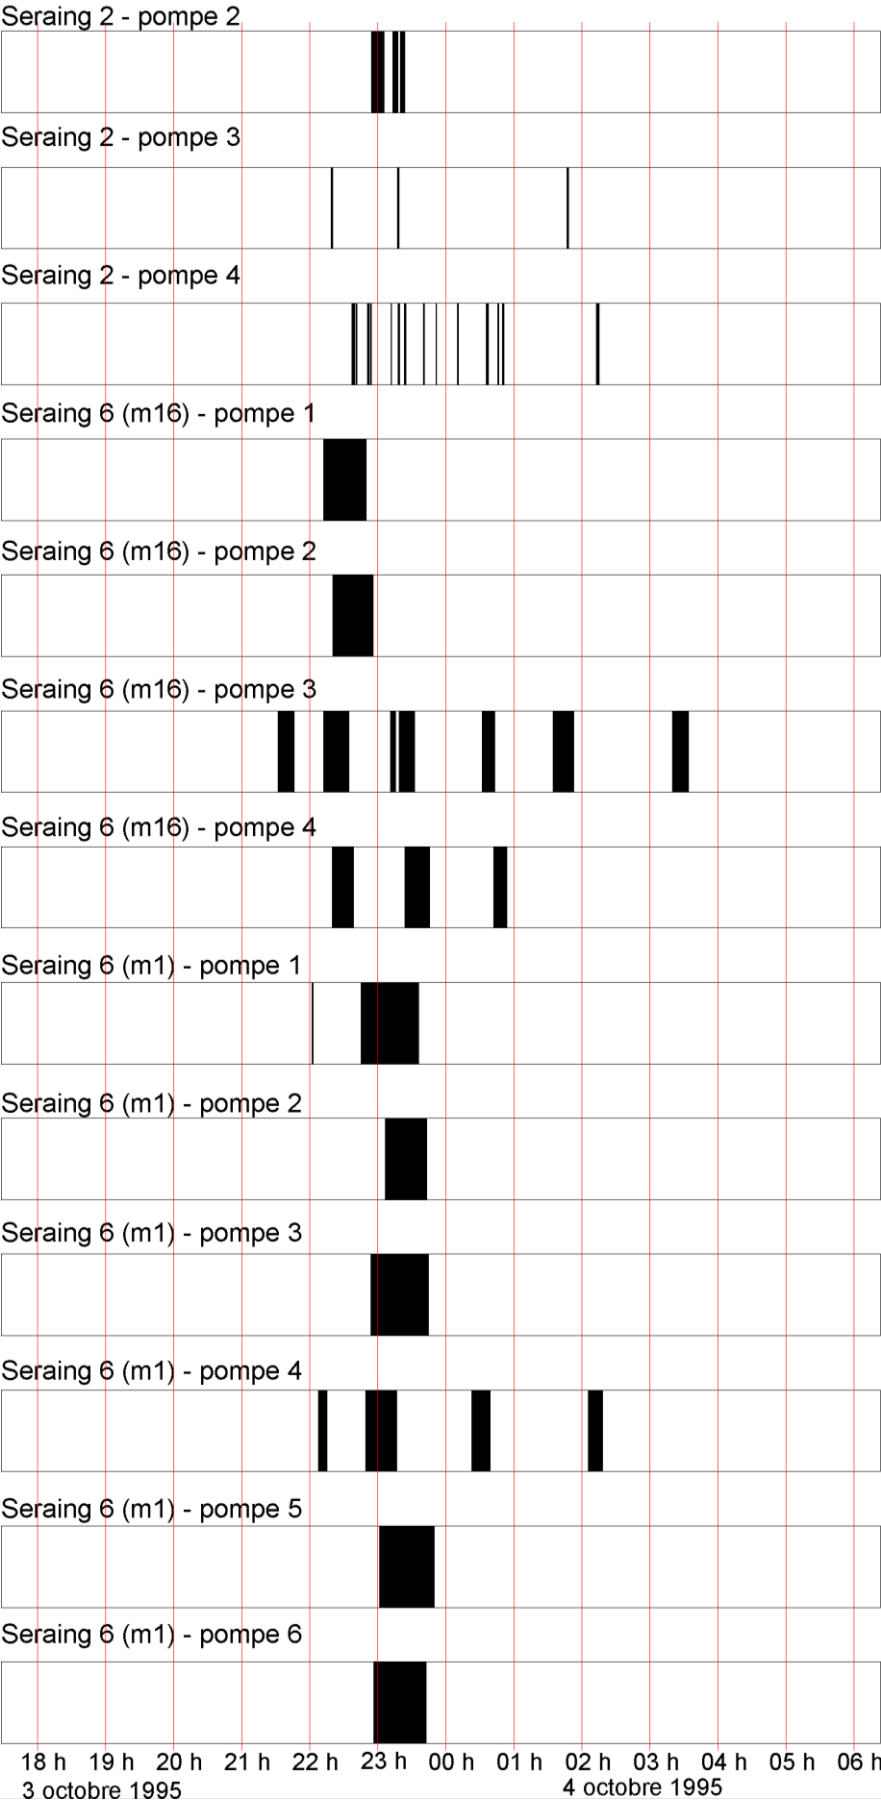 Seraing 2 - pompe 2
Seraing 2 - pompe 3
Seraing 2 - pompe 4
Seraing 6 (m16) - pompe 1
Seraing 6 (m16) - pompe 2
Seraing 6 (m16) - pompe 3
Seraing 6 (m16) - pompe 4
Seraing 6 (m1) - pompe 1
Seraing 6 (m1) - pompe 2
Seraing 6 (m1) - pompe 3
Seraing 6 (m1) - pompe 4
Seraing 6 (m1) - pompe 5
Seraing 6 (m1) - pompe 6
18 h 19 h 20 h 21 h 22 h 23 h 00 h 01 h 02 h 03 h 04 h 05 h 06 h
3 octobre 1995 4 octobre 1995